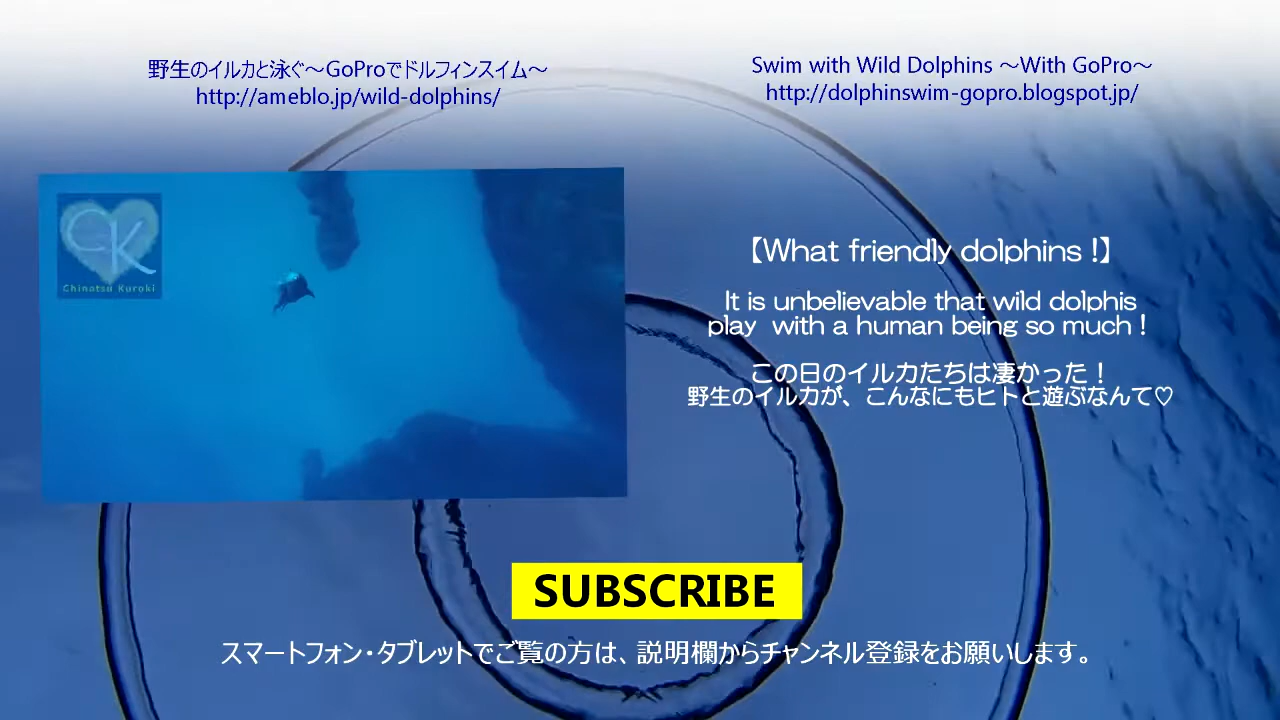 野生のイルカと泳ぐ～GoProでドルフィンスイム～
http://ameblo.jp/wild-dolphins/
Swim with Wild Dolphins ～With GoPro～
http://dolphinswim-gopro.blogspot.jp/
CK
Chinatsu Kuroki
【What friendly dolphins !】
It is unbelievable that wild dolphis
play with a human being so much !
この日のイルカたちは凄かった！
野生のイルカが、こんなにもヒトと遊ぶなんて♡
SUBSCRIBE
スマートフォン・タブレットでご覧の方は、説明欄からチャンネル登録をお願いします。